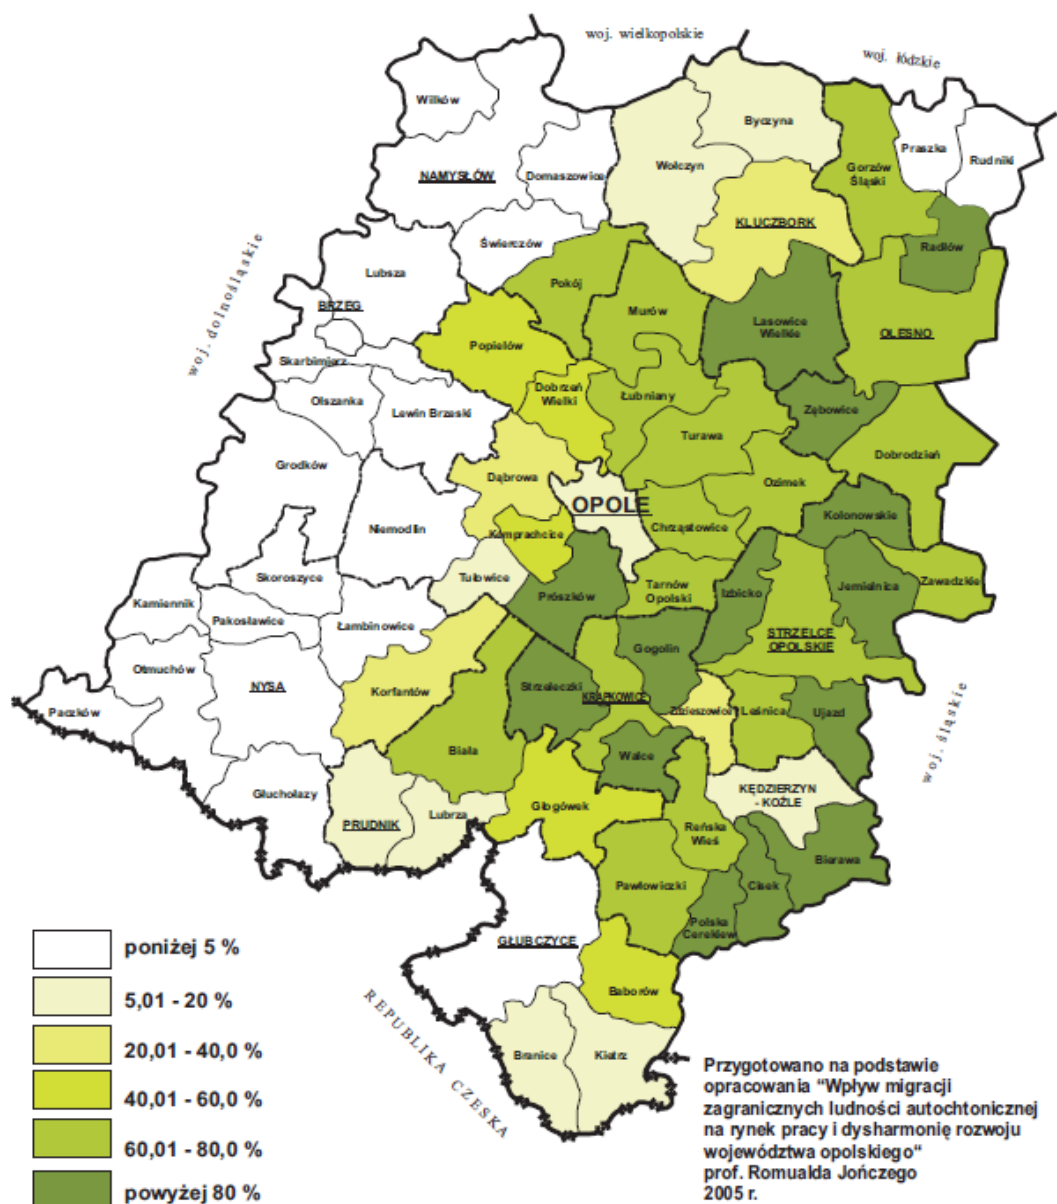 woj. wielkopolskie
woj. łódzkie
Wilków
Byczyna
Praszka
Rudniki
Wołczyn
Gorzów
Śląski
NAMYSŁÓW
Domaszowice
KLUCZBORK
Radłów
Świerczów
Lubsza
woj. dolnośląskie
Pokój
BRZEG
Murów
Lasowice
Wielkie
OLESNO
Popielów
Skarbimierz
Dobrzeń
Wielki
Łubniany
Olszanka
Lewin Brzeski
Zębowice
Turawa
Dobrodzień
Grodków
Dąbrowa
Ozimek
OPOLE
Kolonowskie
Niemodlin
Komprachcice
Chrząstowice
Skoroszyce
Tułowice
Prószków
Tarnów
Opolski
Izbicko
Jemielnica
Zawadzkie
Kamiennik
Pakosławice
Łambinowice
STRZELCE
OPOLSKIE
Gogolin
Otmuchów
NYSA
Korfantów
Strzeleczki
KRAPKOWICE
Zdzieszowice
Leśnica
Ujazd
Paczków
woj. śląskie
Biała
Walce
KĘDZIERZYN
- KOŹLE
Głuchołazy
PRUDNIK
Lubrza
Głogówek
Reńska
Wieś
Bierawa
Pawłowiczki
Cisek
Polska
Cerekiew
GŁUBCZYCE
Baborów
REPUBLIKA CZESKA
Branice
Kietrz
poniżej 5 %
5,01 - 20 %
20,01 - 40,0 %
40,01 - 60,0 %
60,01 - 80,0 %
powyżej 80 %
Przygotowano na podstawie
opracowania “Wpływ migracji
zagranicznych ludności autochtonicznej
na rynek pracy i dysharmonię rozwoju
województwa opolskiego“
prof. Romualda Jończego
2005 r.